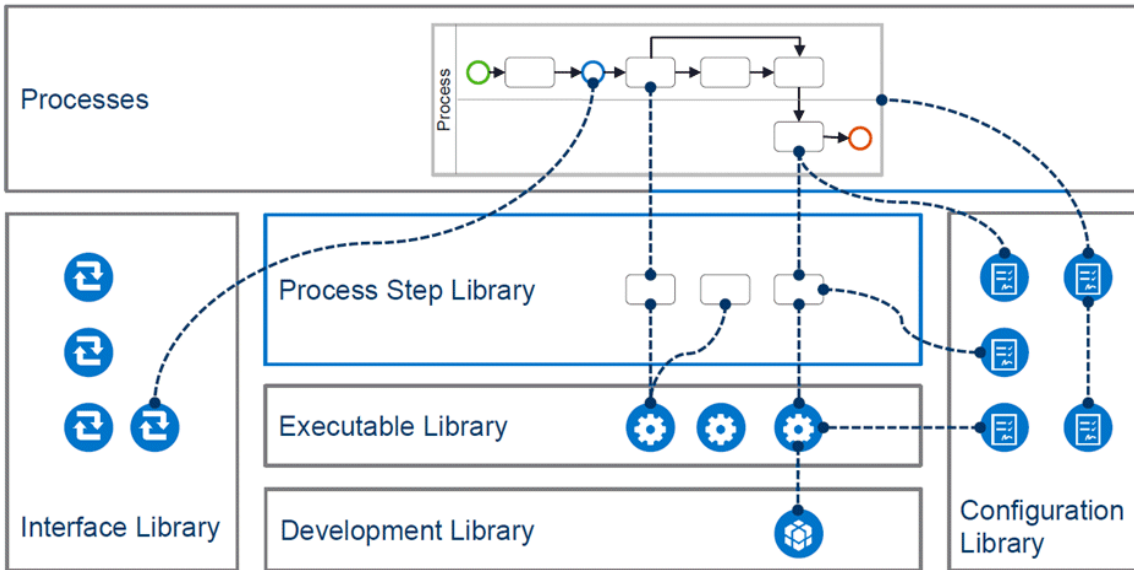 Processes
Process
Process Step Library
Executable Library
Interface Library
Development Library
Configuration
Library